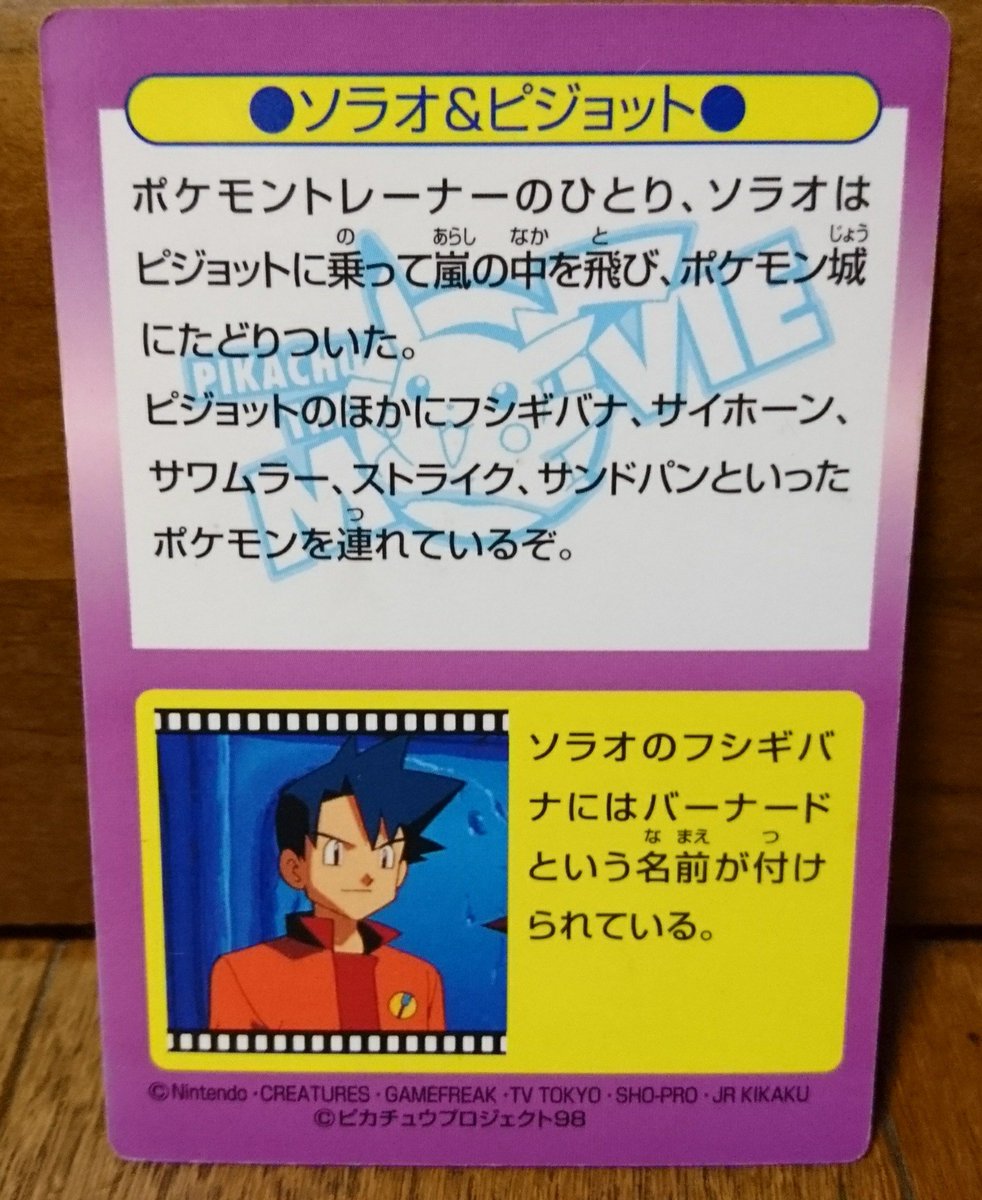 ●ソラオ&ピジョット●
ポケモントレーナーのひとり、ソラオは
ピジョットに乗って嵐の中を飛び、ポケモン城
の あらし なか と じょう
にたどりついた。
ピジョットのほかにフシギバナ、サイホーン、
サワムラー、ストライク、サンドパンといった
ポケモンを連れているぞ。
つ
PIKACHU
THE
MOVIE
ソラオのフシギバ
ナにはバーナード
という名前が付け
な まえ つ
られている。
©Nintendo・CREATURES・GAMEFREAK・TV TOKYO・SHO-PRO・JR KIKAKU
©ピカチュウプロジェクト98